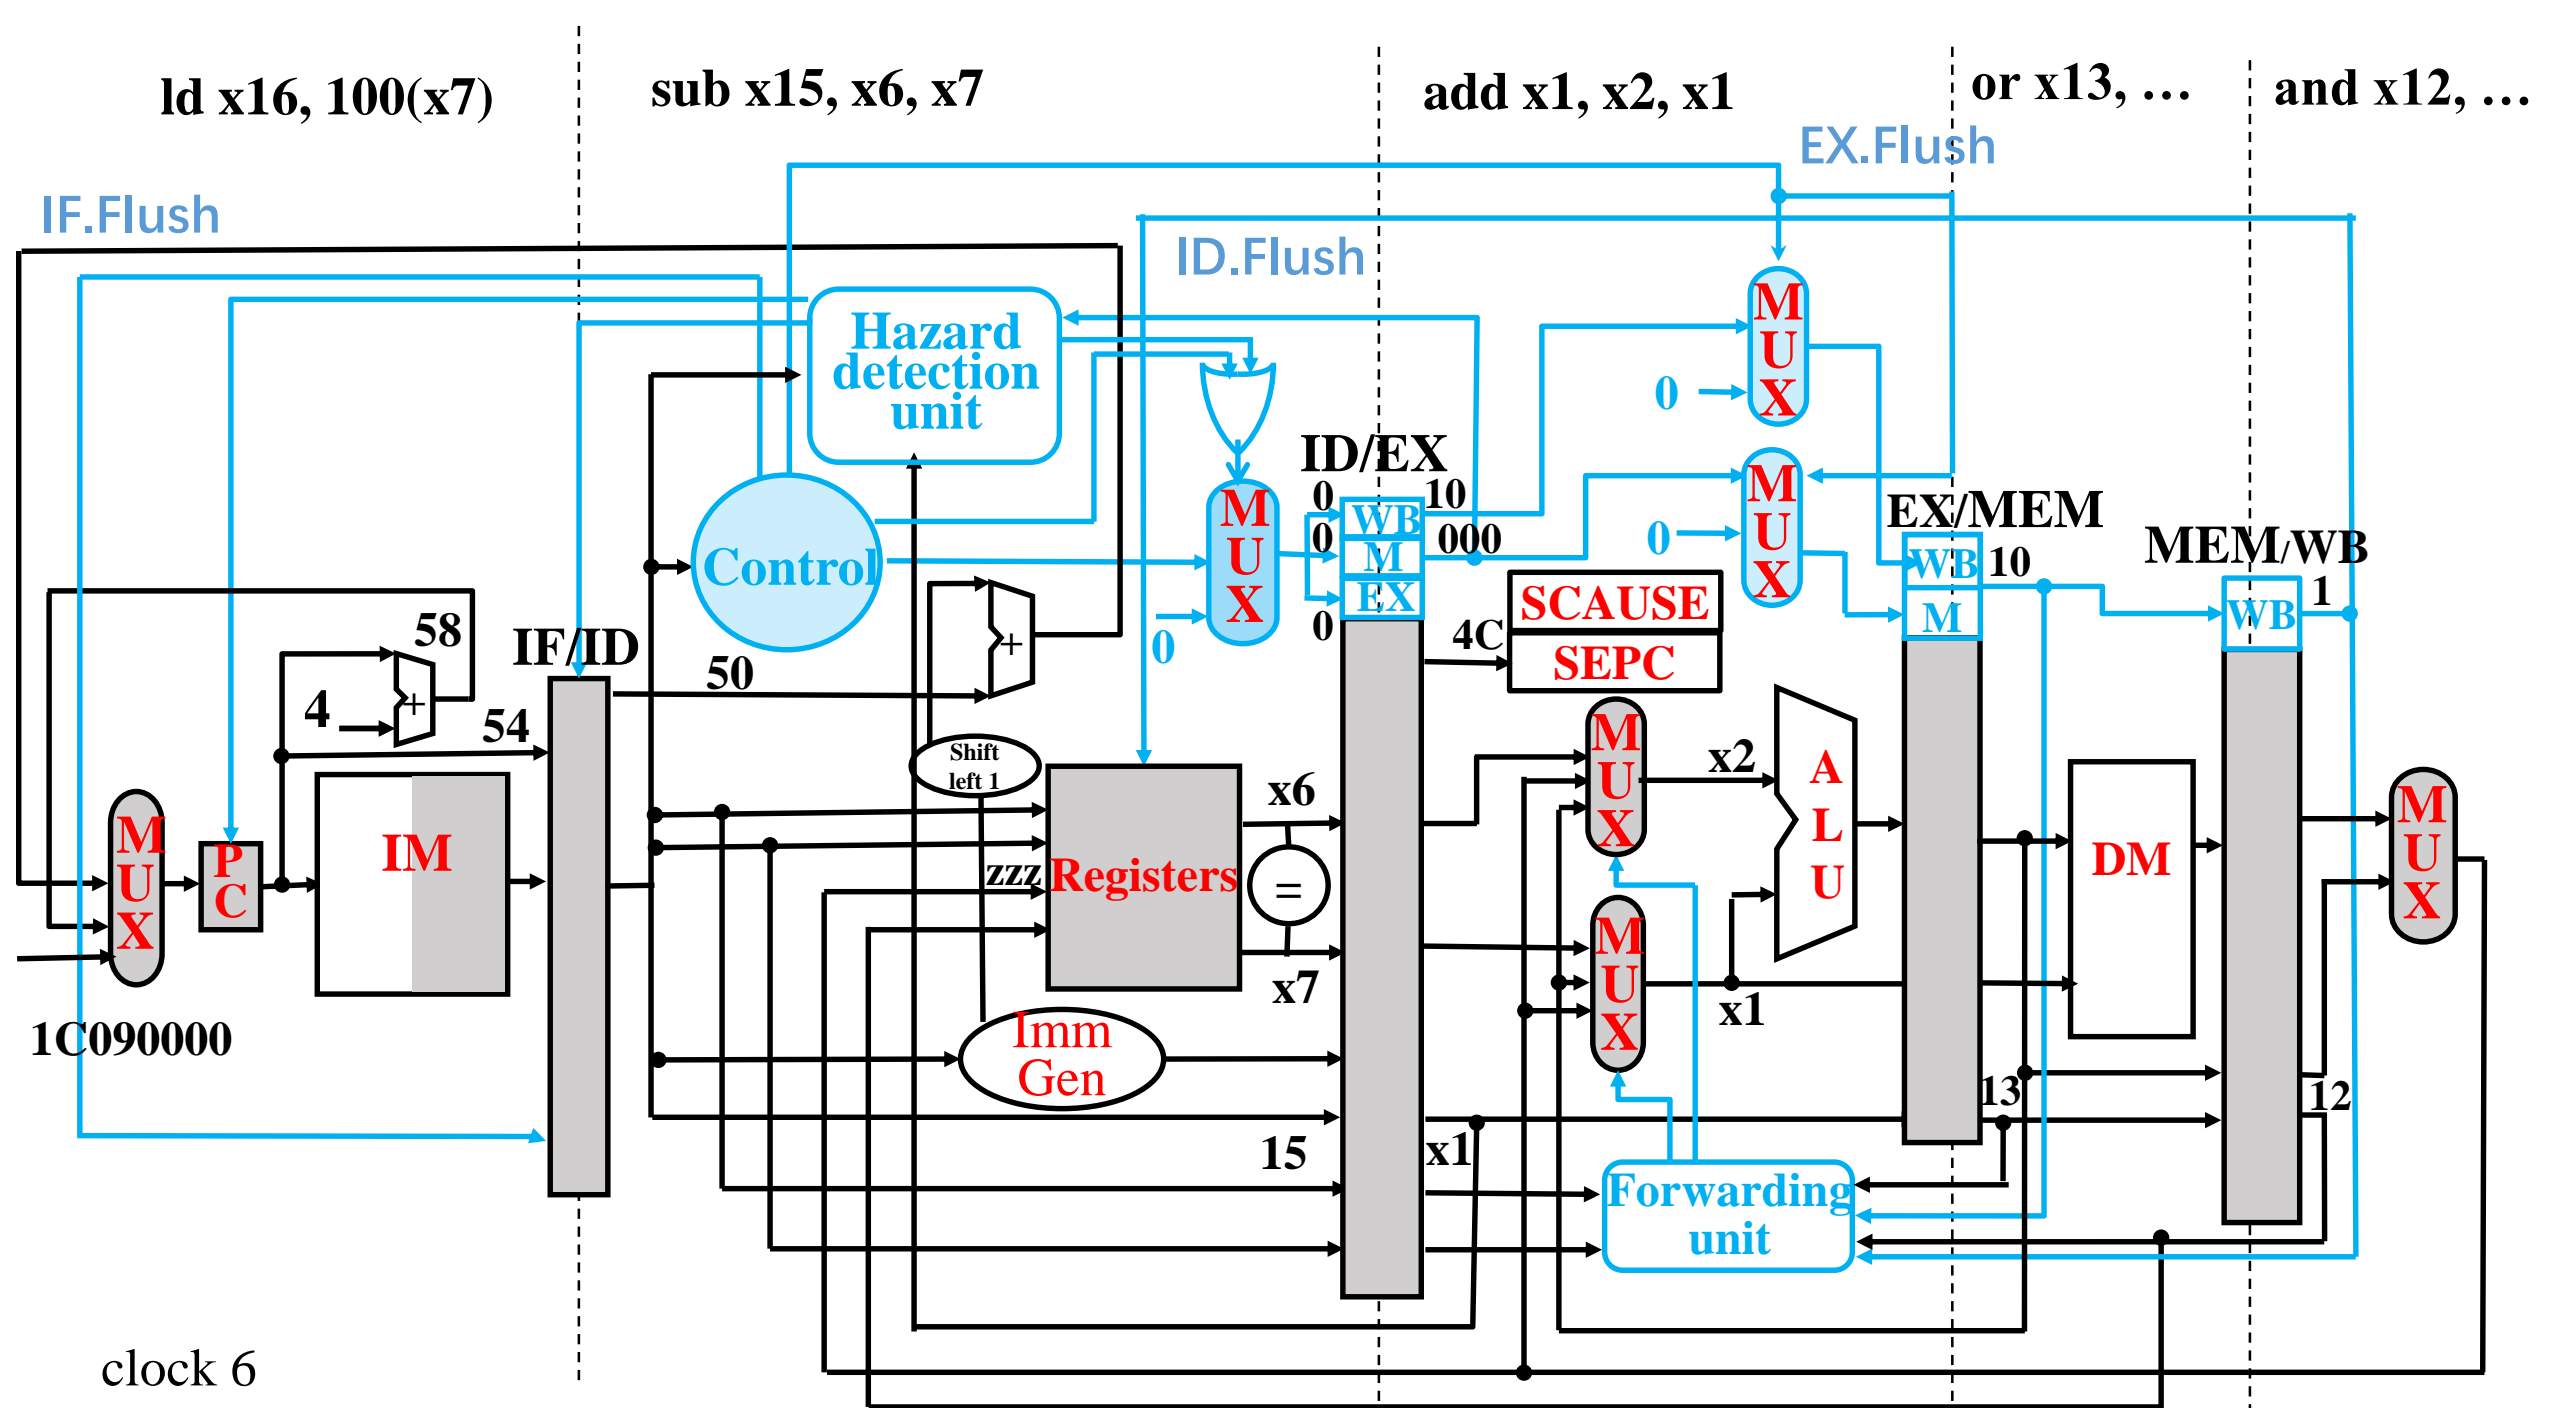 ld x16, 100(x7)
sub x15, x6, x7
add x1, x2, x1
or x13, …
and x12, …
EX.Flush
IF.Flush
ID.Flush
Hazard
detection
unit
M
U
X
0
ID/EX
0
10
WB
0
000
M
EX
0
M
U
X
0
Control
M
U
X
0
EX/MEM
WB
10
M
MEM/WB
WB
1
SCAUSE
4C
SEPC
58
4
+
54
IF/ID
50
+
Shift
left 1
M
U
X
P
C
IM
zzz
Registers
x6
=
x7
M
U
X
x2
A
L
U
M
U
X
x1
DM
M
U
X
1C090000
Imm
Gen
15
x1
13
12
Forwarding
unit
clock 6